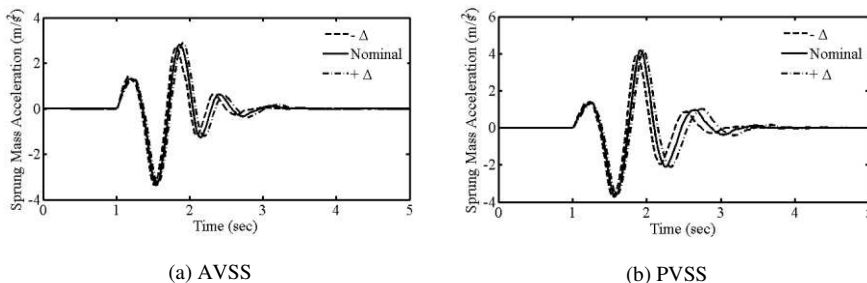 Sprung Mass Acceleration (m/s²)
4
2
0
-2
-4
0 1 2 3 4 5
Time (sec)
- Δ
Nominal
+ Δ
(a) AVSS
Sprung Mass Acceleration (m/s²)
6
4
2
0
-2
-4
0 1 2 3 4 5
Time (sec)
- Δ
Nominal
+ Δ
(b) PVSS